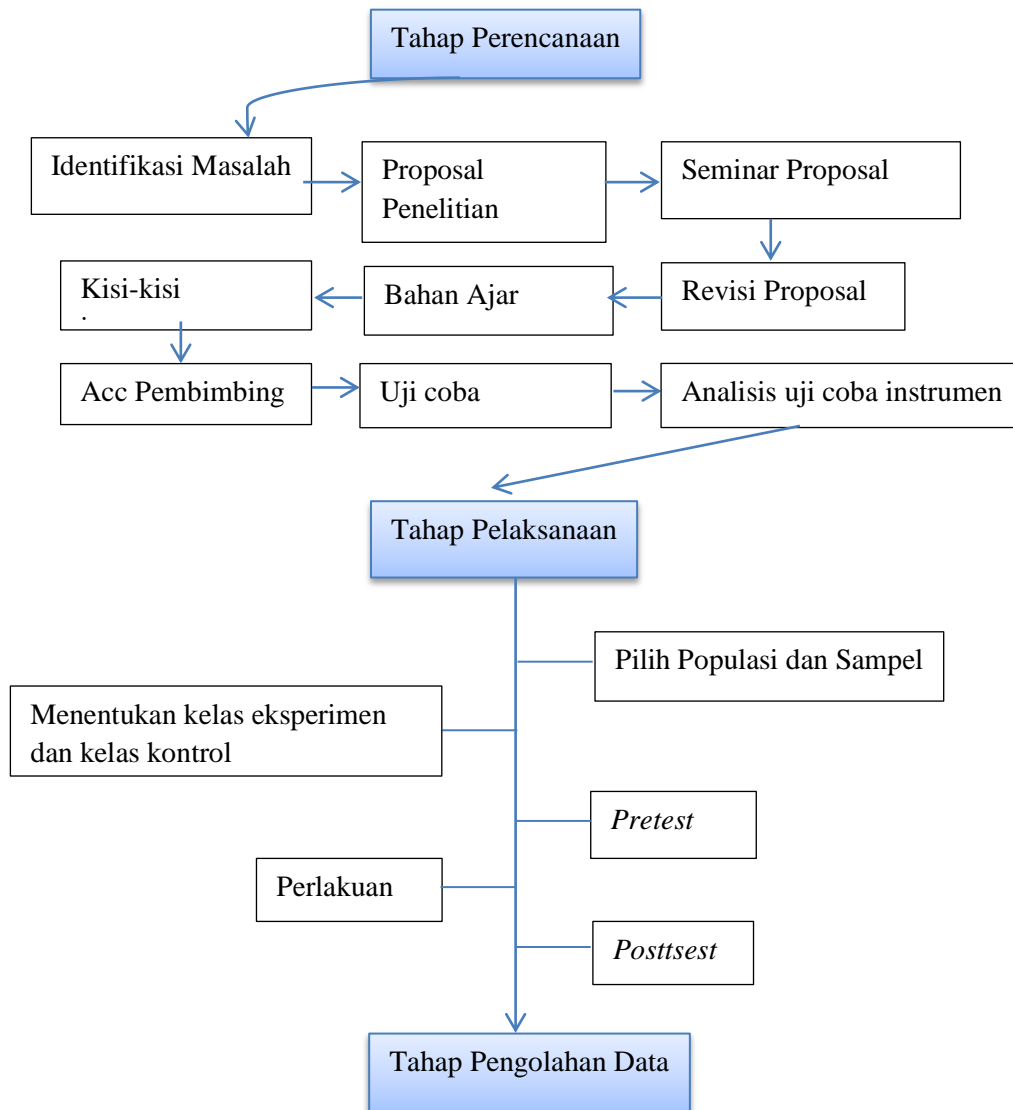 Tahap Perencanaan
Identifikasi Masalah
Proposal
Penelitian
Seminar Proposal
Revisi Proposal
Bahan Ajar
Kisi-kisi
Acc Pembimbing
Uji coba
Analisis uji coba instrumen
Tahap Pelaksanaan
Pilih Populasi dan Sampel
Menentukan kelas eksperimen
dan kelas kontrol
Pretest
Perlakuan
Posttsest
Tahap Pengolahan Data